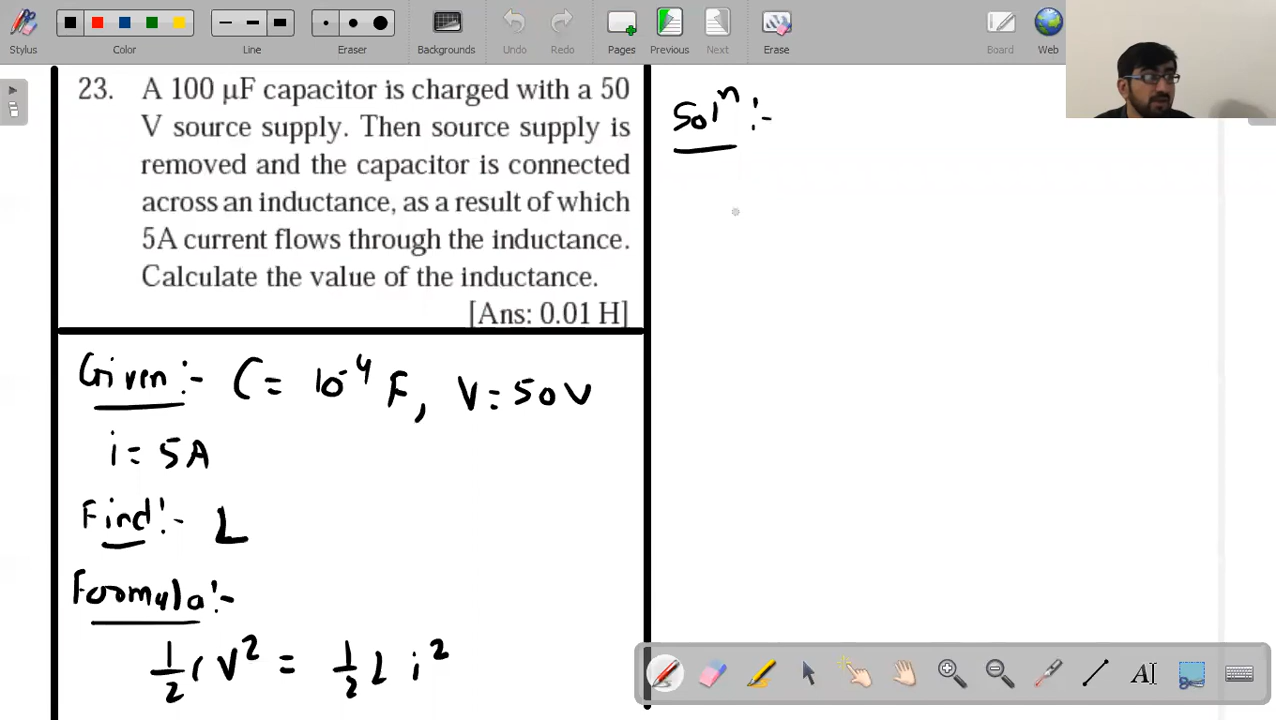 Stylus
Color
Line
Eraser
Backgrounds
Undo
Redo
Pages
Previous
Next
Erase
Board
Web
23. A 100 μF capacitor is charged with a 50
V source supply. Then source supply is
removed and the capacitor is connected
across an inductance, as a result of which
5A current flows through the inductance.
Calculate the value of the inductance.
[Ans: 0.01 H]
Given:- C = 10⁻⁴ F, V = 50V
i = 5A
Find:- L
Formula:-
1/2 C V² = 1/2 L i²
Solⁿ:-